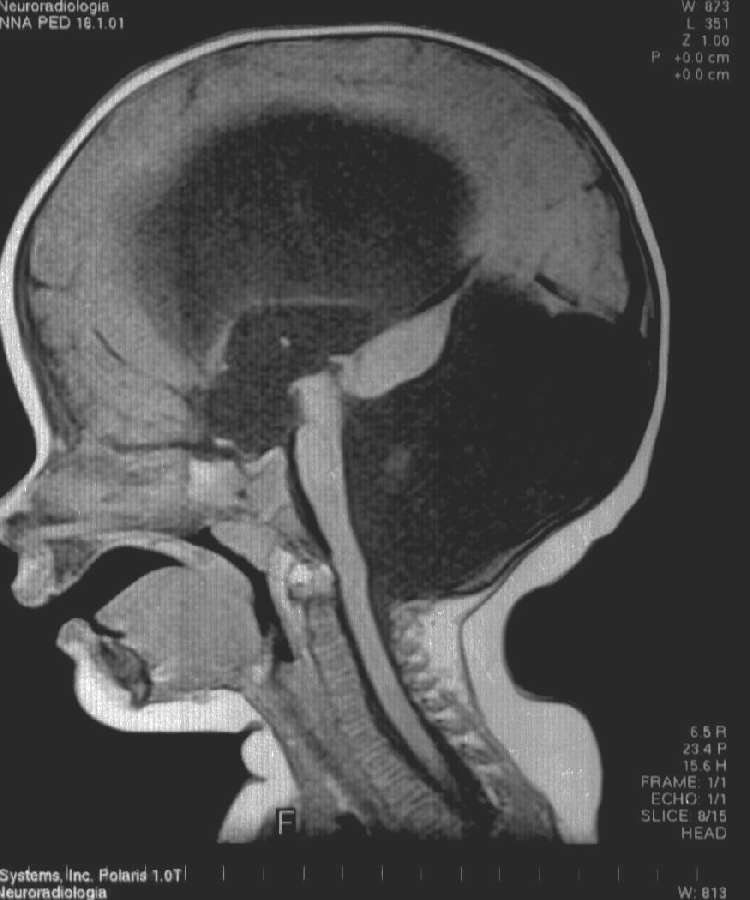 Neuroradiologia
NNA PED 16.1.01
W 873
L 351
Z 1.00
P +0.0 cm
+0.0 cm
6.5 R
23.4 P
15.6 H
FRAME: 1/1
ECHO: 1/1
SLICE: 8/15
HEAD
F
Systems, Inc. Polaris 1.0T
Neuroradiologia
W: 813